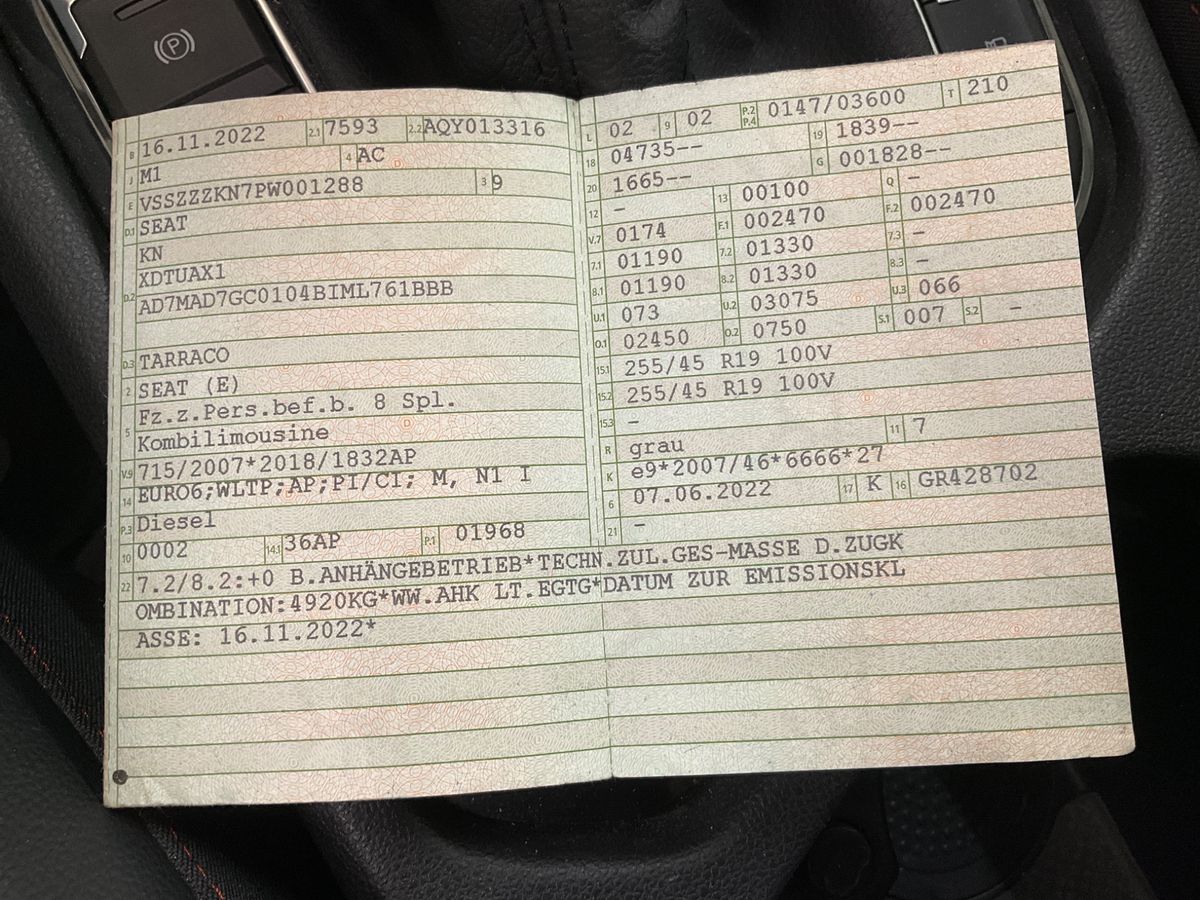 B 16.11.2022 2.1 7593 2.2 AQY013316
J M1 4 AC
E VSSZZZKN7PW001288 3 9
D.1 SEAT
KN
D.2 XDTUAX1
AD7MAD7GC0104BIML761BBB
D.3 TARRACO
2 SEAT (E)
5 Fz.z.Pers.bef.b. 8 Spl.
Kombilimousine
V.9 715/2007*2018/1832AP
14 EURO6;WLTP;AP;PI/CI; M, N1 I
P.3 Diesel
10 0002 14.1 36AP P.1 01968
L 02 9 02 P.2 P.4 0147/03600 T 210
18 04735-- 19 1839--
20 1665-- G 001828--
12 - 13 00100 Q -
V.7 0174 F.1 002470 F.2 002470
7.1 01190 7.2 01330 7.3 -
8.1 01190 8.2 01330 8.3 -
U.1 073 U.2 03075 U.3 066
O.1 02450 O.2 0750 S.1 007 S.2 -
15.1 255/45 R19 100V
15.2 255/45 R19 100V
15.3 -
R grau 11 7
K e9*2007/46*6666*27
6 07.06.2022 17 K 16 GR428702
21 -
22 7.2/8.2:+0 B.ANHÄNGEBETRIEB*TECHN.ZUL.GES-MASSE D.ZUGK
OMBINATION:4920KG*WW.AHK LT.EGTG*DATUM ZUR EMISSIONSKL
ASSE: 16.11.2022*